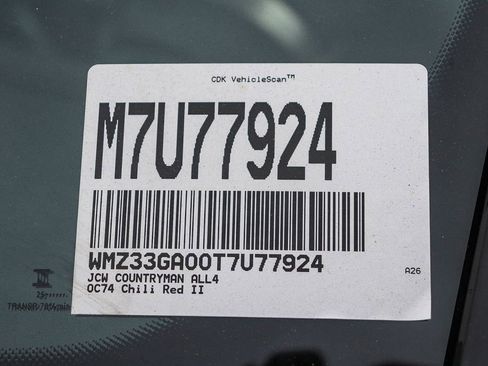 CDK VehicleScan™
M7U77924
WMZ33GA00T7U77924
JCW COUNTRYMAN ALL4
0C74 Chili Red II
A26